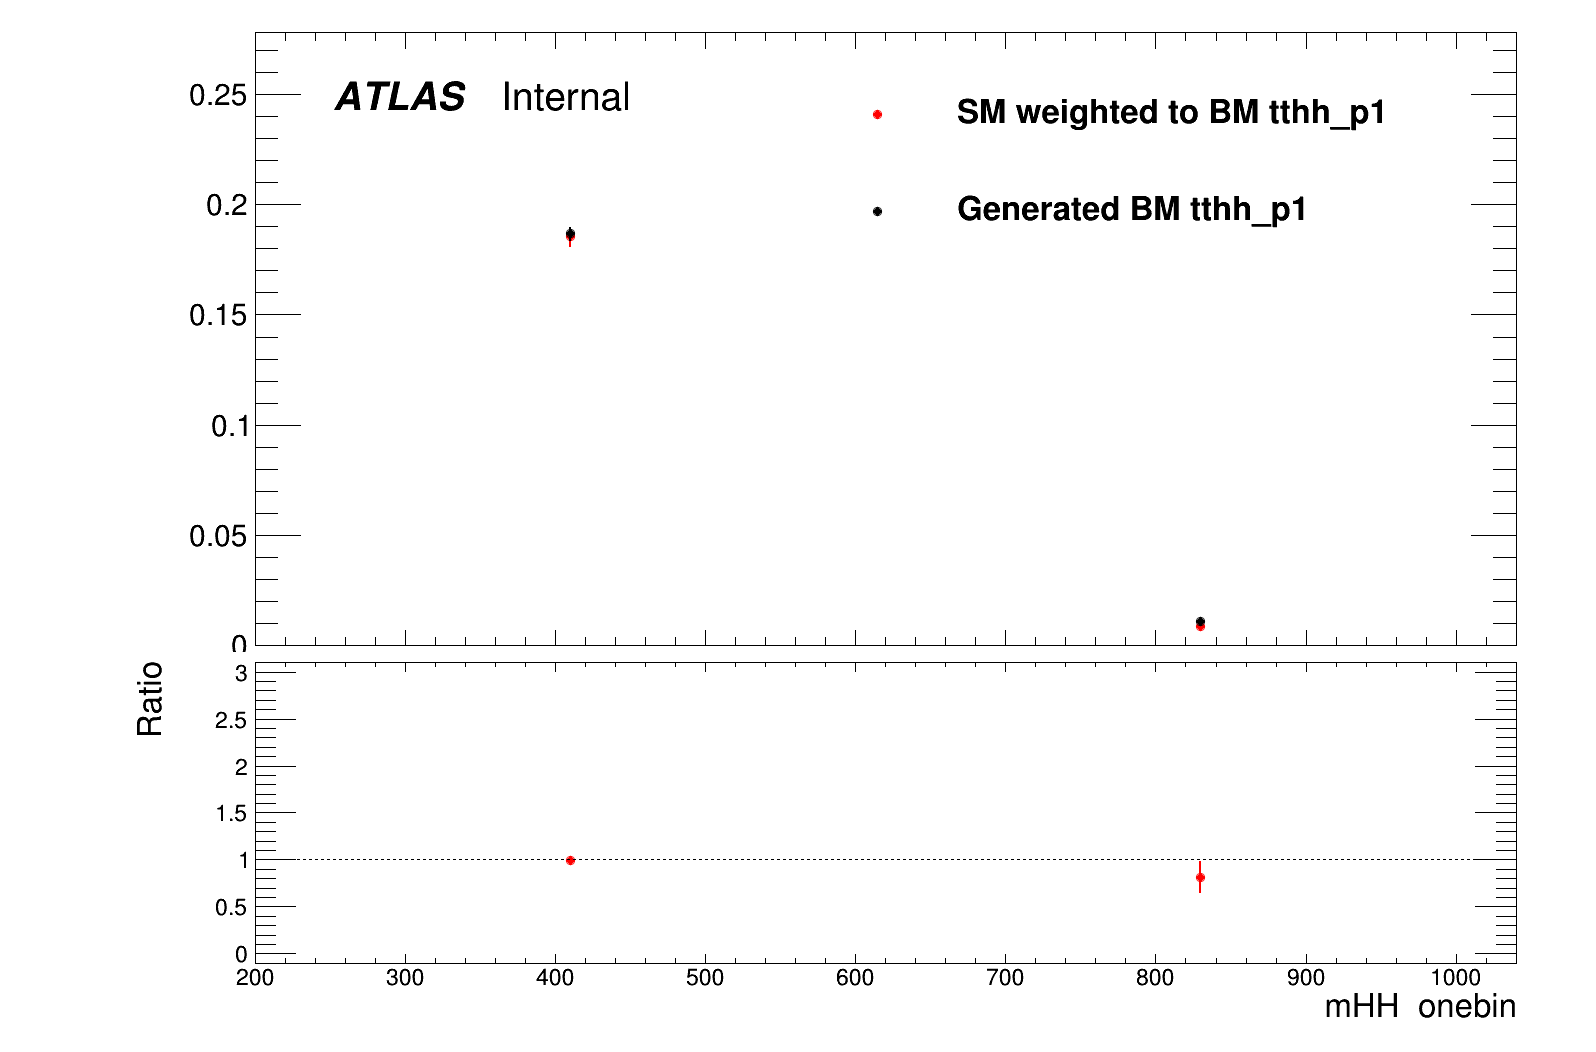 ATLAS Internal
SM weighted to BM tthh_p1
Generated BM tthh_p1
0.25
0.2
0.15
0.1
0.05
0
Ratio
3
2.5
2
1.5
1
0.5
0
200 300 400 500 600 700 800 900 1000
mHH onebin